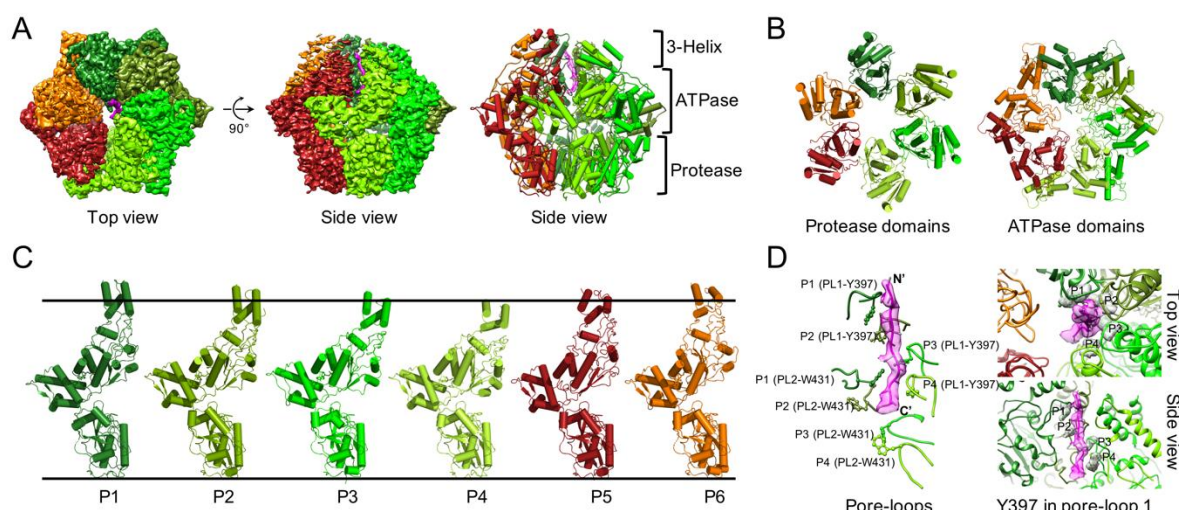 A
90°
Top view
Side view
Side view
3-Helix
ATPase
Protease
B
Protease domains
ATPase domains
C
P1
P2
P3
P4
P5
P6
D
N'
P1 (PL1-Y397)
P2 (PL1-Y397)
P3 (PL1-Y397)
P1 (PL2-W431)
P4 (PL1-Y397)
P2 (PL2-W431)
C'
P3 (PL2-W431)
P4 (PL2-W431)
Pore-loops
P1
P2
P3
P4
Top view
P1
P2
P3
P4
Side view
Y397 in pore-loop 1